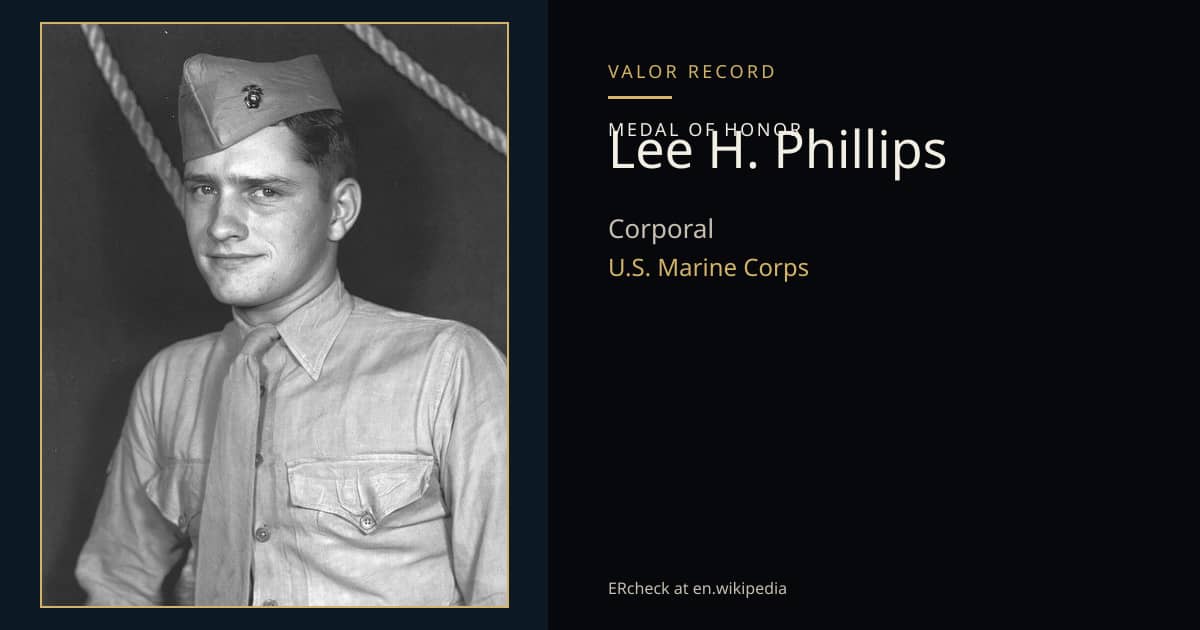 VALOR RECORD
MEDAL OF HONOR
Lee H. Phillips
Corporal
U.S. Marine Corps
ERcheck at en.wikipedia